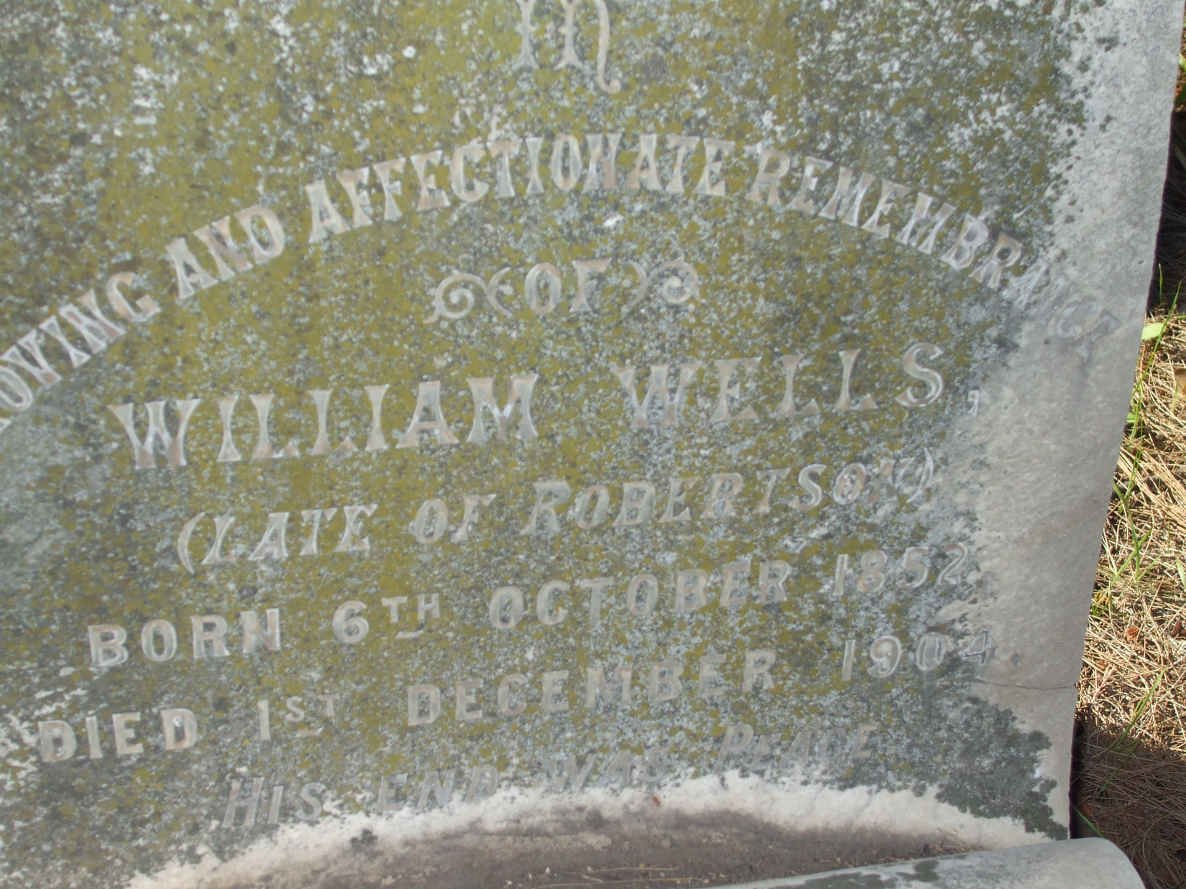 LOVING AND AFFECTIONATE REMEMBRANCE
OF
WILLIAM WELLS,
(LATE OF ROBERTSON)
BORN 6TH OCTOBER 1852
DIED 1ST DECEMBER 1904
HIS END WAS PEACE